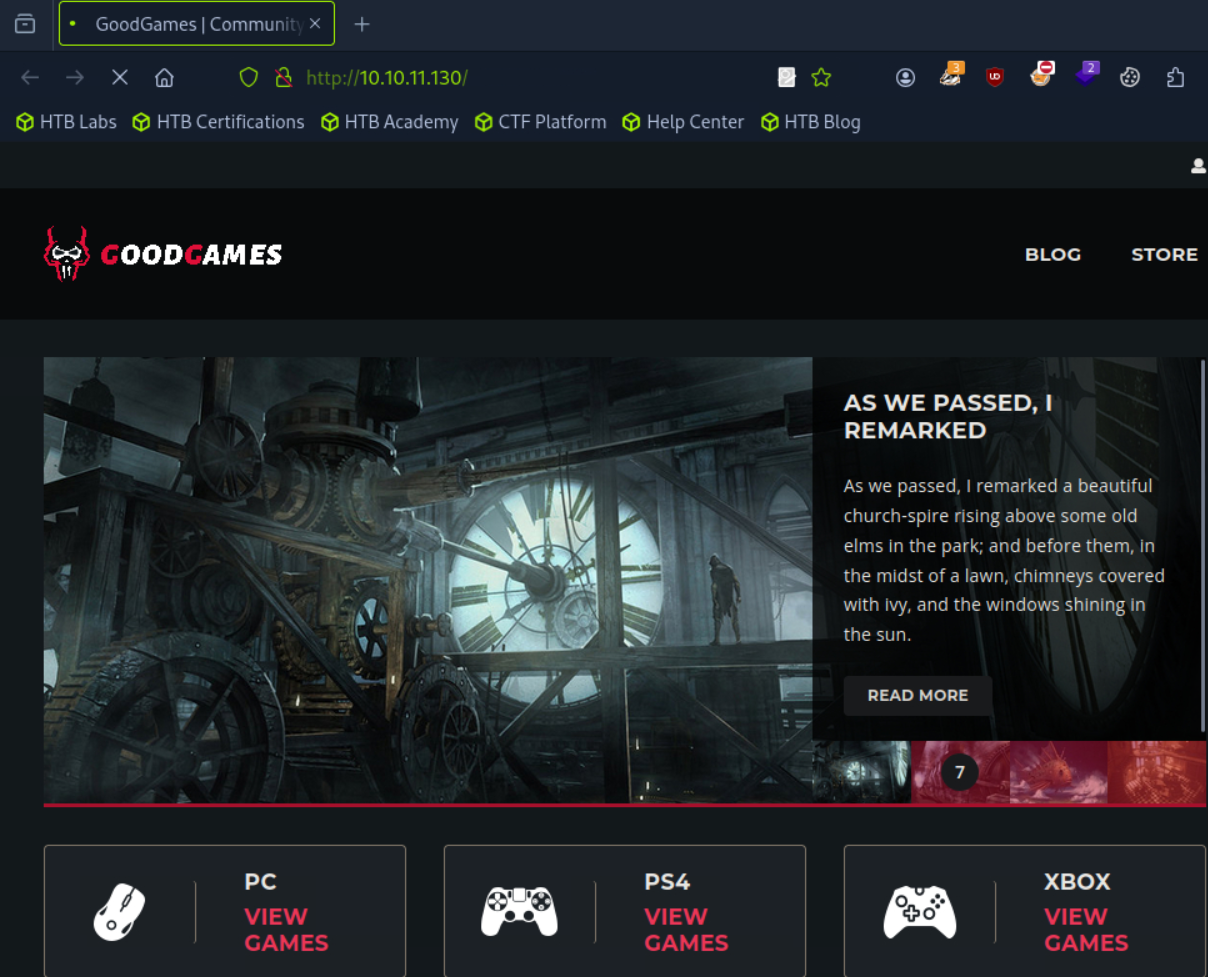 GoodGames | Community
http://10.10.11.130/
3
2
HTB Labs HTB Certifications HTB Academy CTF Platform Help Center HTB Blog
GOODGAMES
BLOG STORE
AS WE PASSED, I
REMARKED
As we passed, I remarked a beautiful
church-spire rising above some old
elms in the park; and before them, in
the midst of a lawn, chimneys covered
with ivy, and the windows shining in
the sun.
READ MORE
7
PC
VIEW
GAMES
PS4
VIEW
GAMES
XBOX
VIEW
GAMES